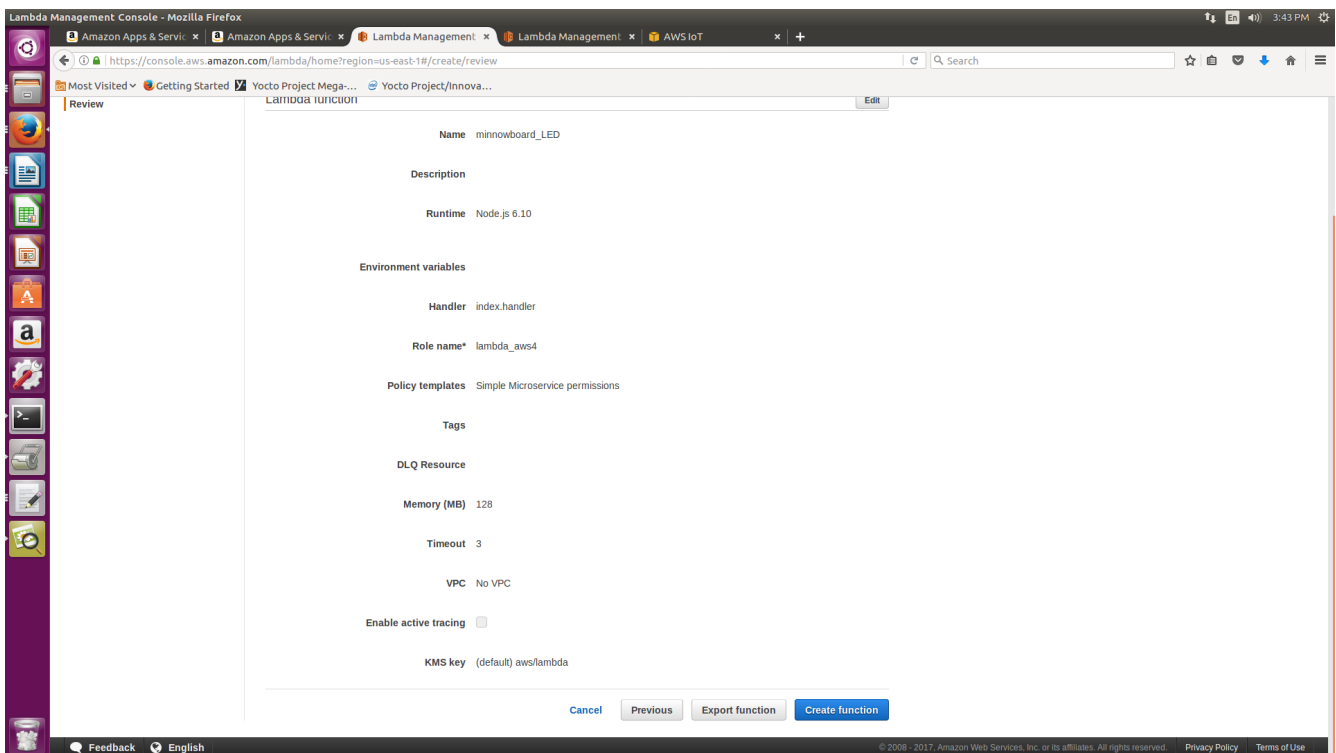 Lambda Management Console - Mozilla Firefox
En 3:43 PM
Amazon Apps & Servic × Amazon Apps & Servic × Lambda Management × Lambda Management × AWS IoT × +
https://console.aws.amazon.com/lambda/home?region=us-east-1#/create/review Search
Most Visited Getting Started Yocto Project Mega-... Yocto Project/Innova...
Review
Lambda function Edit
Name minnowboard_LED
Description
Runtime Node.js 6.10
Environment variables
Handler index.handler
Role name* lambda_aws4
Policy templates Simple Microservice permissions
Tags
DLQ Resource
Memory (MB) 128
Timeout 3
VPC No VPC
Enable active tracing
KMS key (default) aws/lambda
Cancel Previous Export function Create function
Feedback English © 2008 - 2017, Amazon Web Services, Inc. or its affiliates. All rights reserved. Privacy Policy Terms of Use